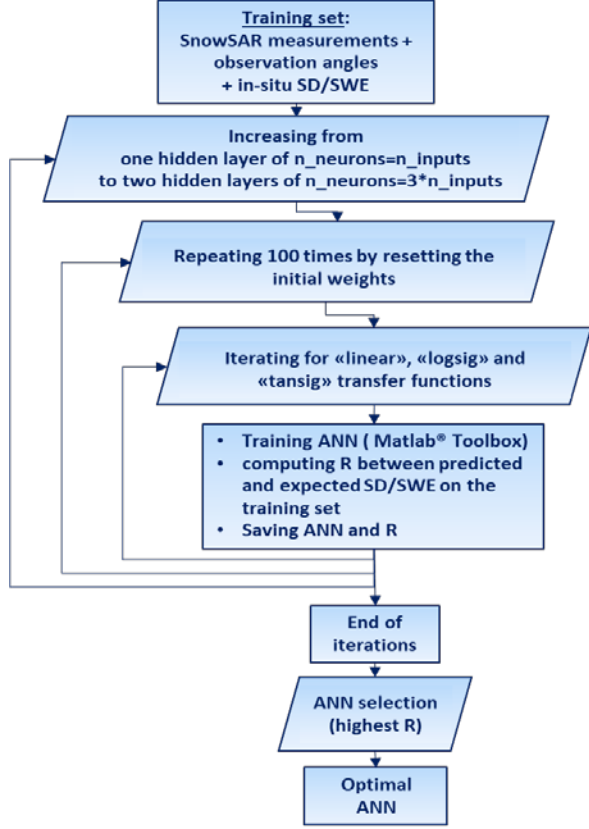 Training set:
SnowSAR measurements +
observation angles
+ in-situ SD/SWE
Increasing from
one hidden layer of n_neurons=n_inputs
to two hidden layers of n_neurons=3*n_inputs
Repeating 100 times by resetting the
initial weights
Iterating for «linear», «logsig» and
«tansig» transfer functions
• Training ANN ( Matlab® Toolbox)
• computing R between predicted
and expected SD/SWE on the
training set
• Saving ANN and R
End of
iterations
ANN selection
(highest R)
Optimal
ANN